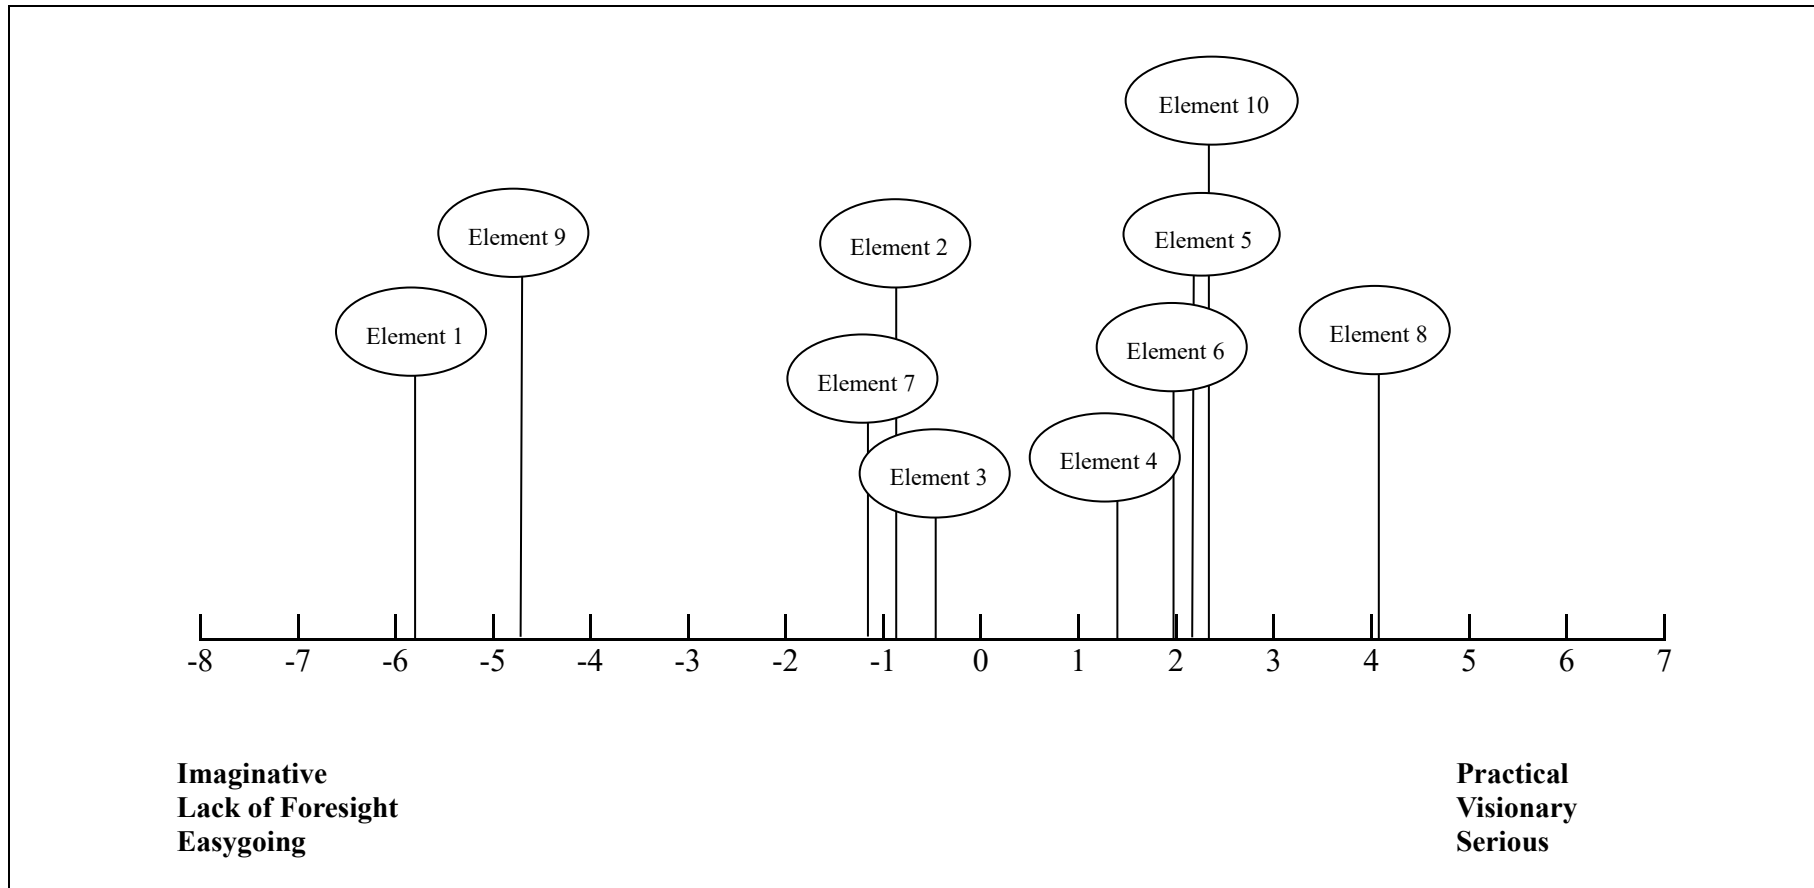 Element 10
Element 9
Element 2
Element 5
Element 1
Element 7
Element 6
Element 8
Element 3
Element 4
-8 -7 -6 -5 -4 -3 -2 -1 0 1 2 3 4 5 6 7
Imaginative
Lack of Foresight
Easygoing
Practical
Visionary
Serious